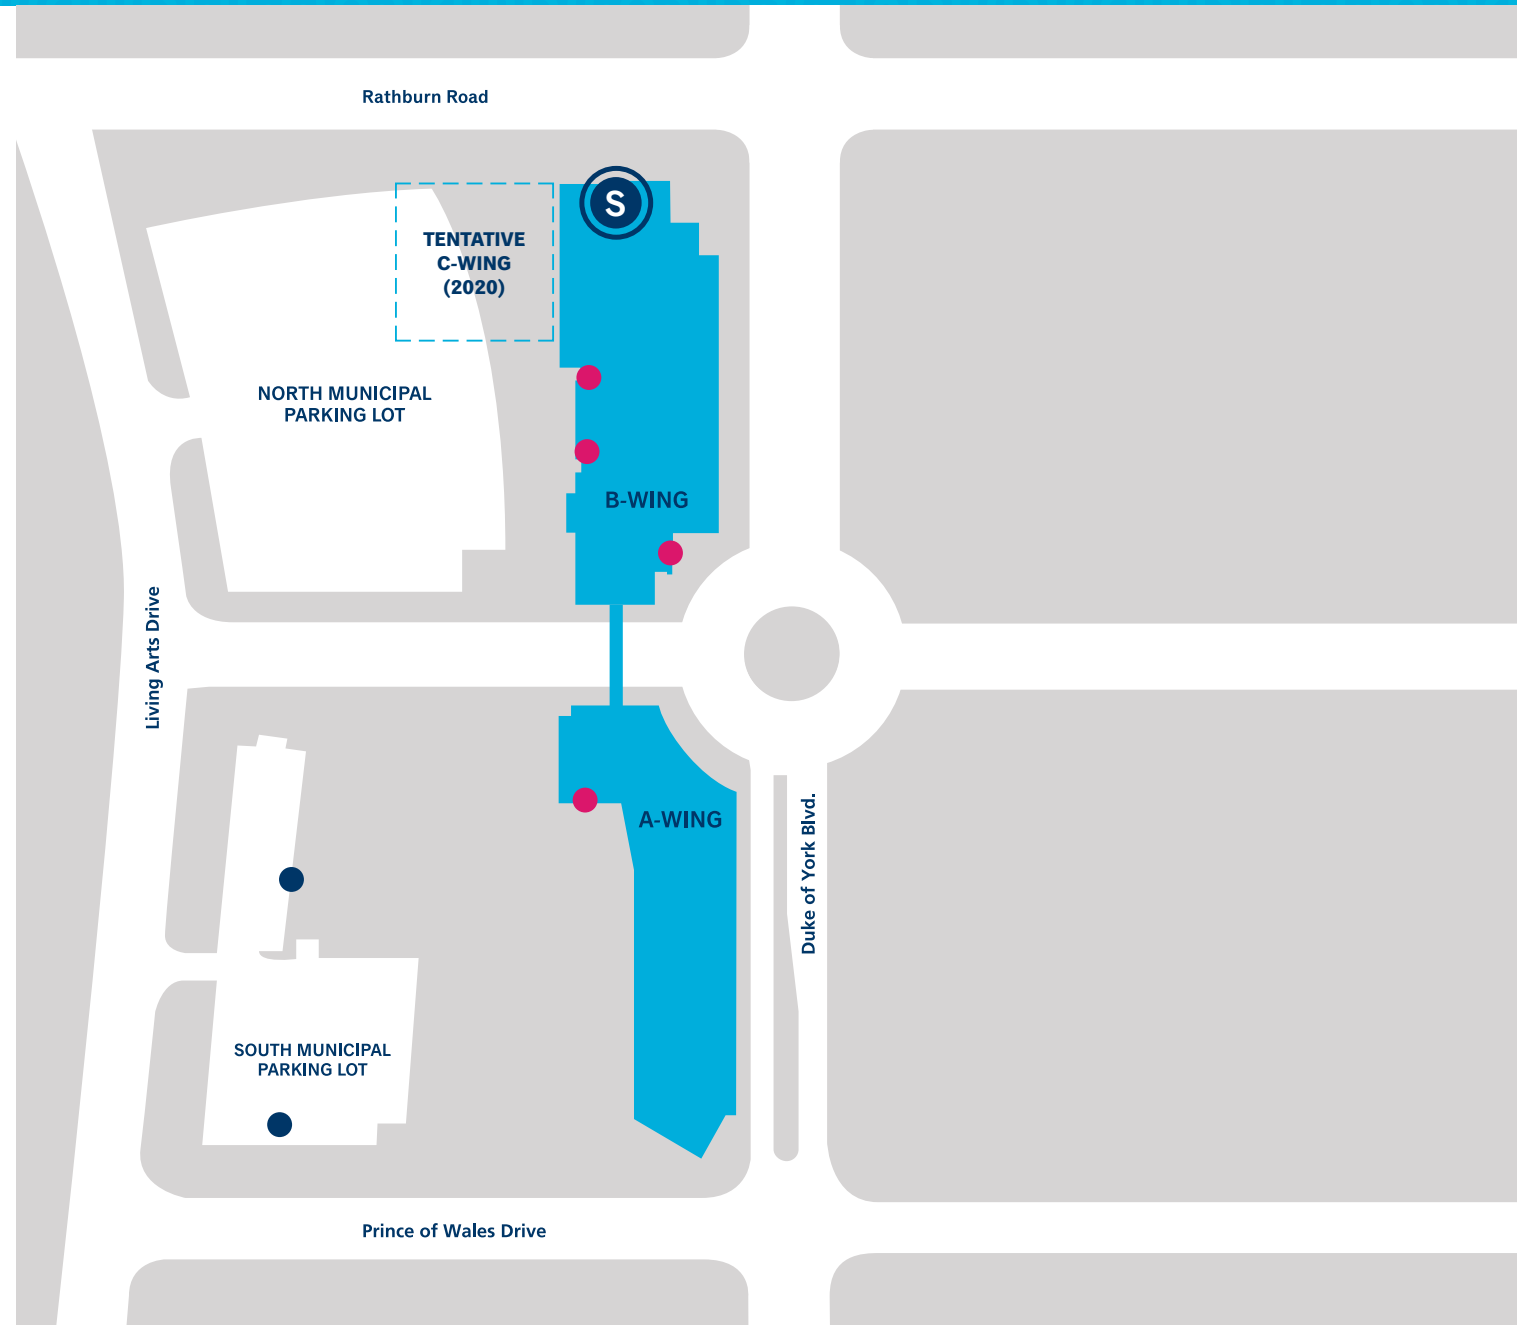 Rathburn Road
S
TENTATIVE
C-WING
(2020)
NORTH MUNICIPAL
PARKING LOT
B-WING
Living Arts Drive
A-WING
Duke of York Blvd.
SOUTH MUNICIPAL
PARKING LOT
Prince of Wales Drive